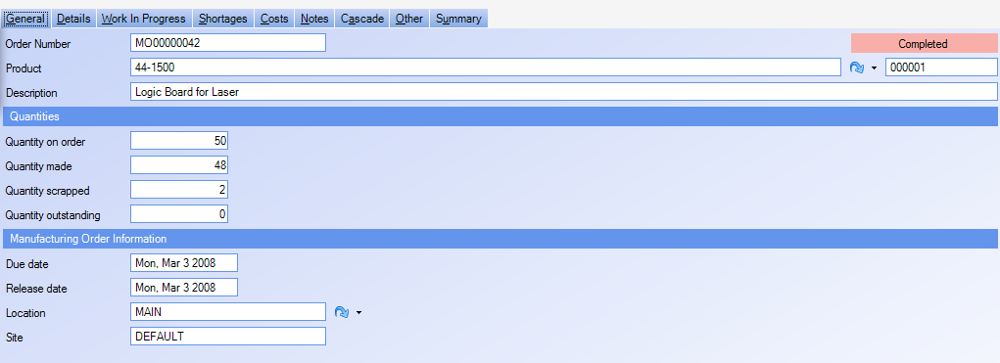 General Details Work In Progress Shortages Costs Notes Cascade Other Summary
Order Number MO00000042 Completed
Product 44-1500 000001
Description Logic Board for Laser
Quantities
Quantity on order 50
Quantity made 48
Quantity scrapped 2
Quantity outstanding 0
Manufacturing Order Information
Due date Mon, Mar 3 2008
Release date Mon, Mar 3 2008
Location MAIN
Site DEFAULT